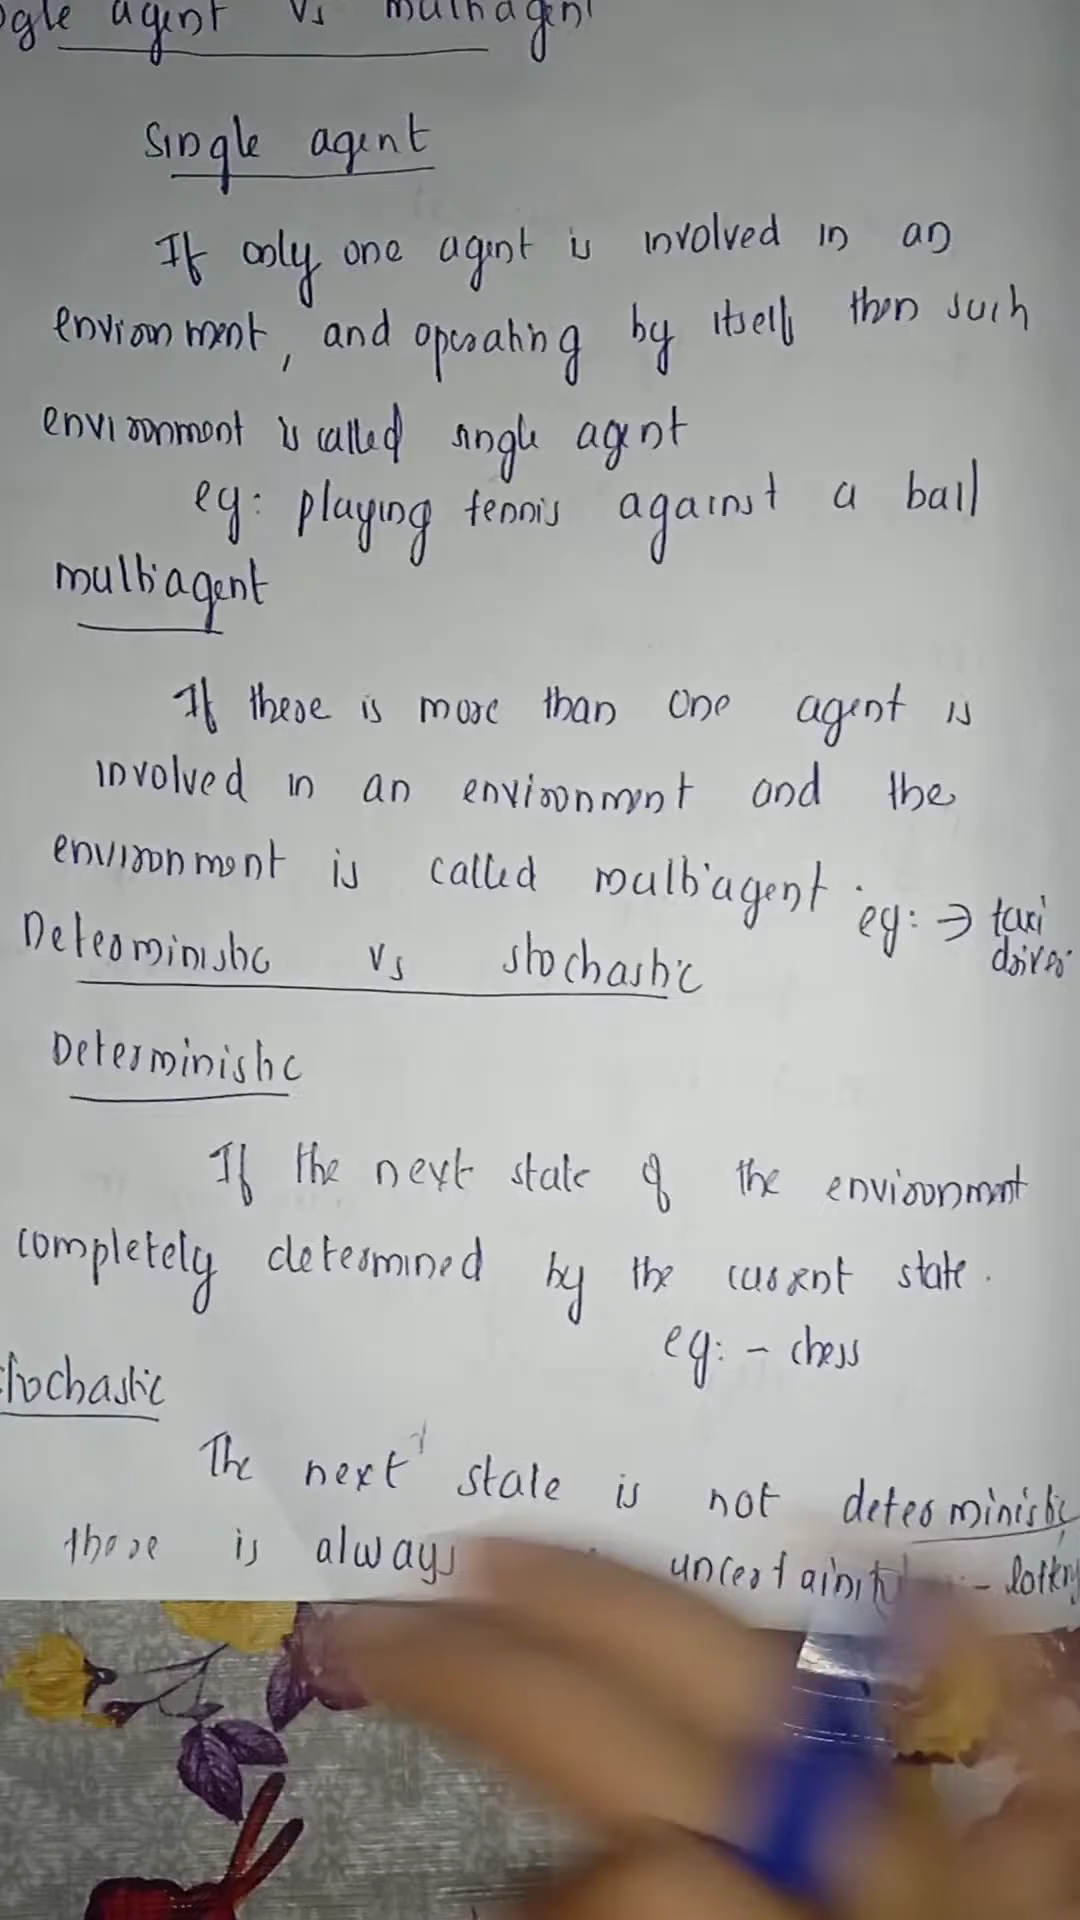 agent vs multiagent
Single agent
If only one agent is involved in an
environment, and operating by itself then such
environment is called single agent
eg: playing tennis against a ball
multiagent
If there is more than one agent is
involved in an environment and the
environment is called multiagent. eg: → taxi
driver
Deterministic vs stochastic
Deterministic
If the next state of the environment
completely determined by the current state.
eg: - chess
stochastic
The next state is not deterministic,
there is always uncertainity - lottery